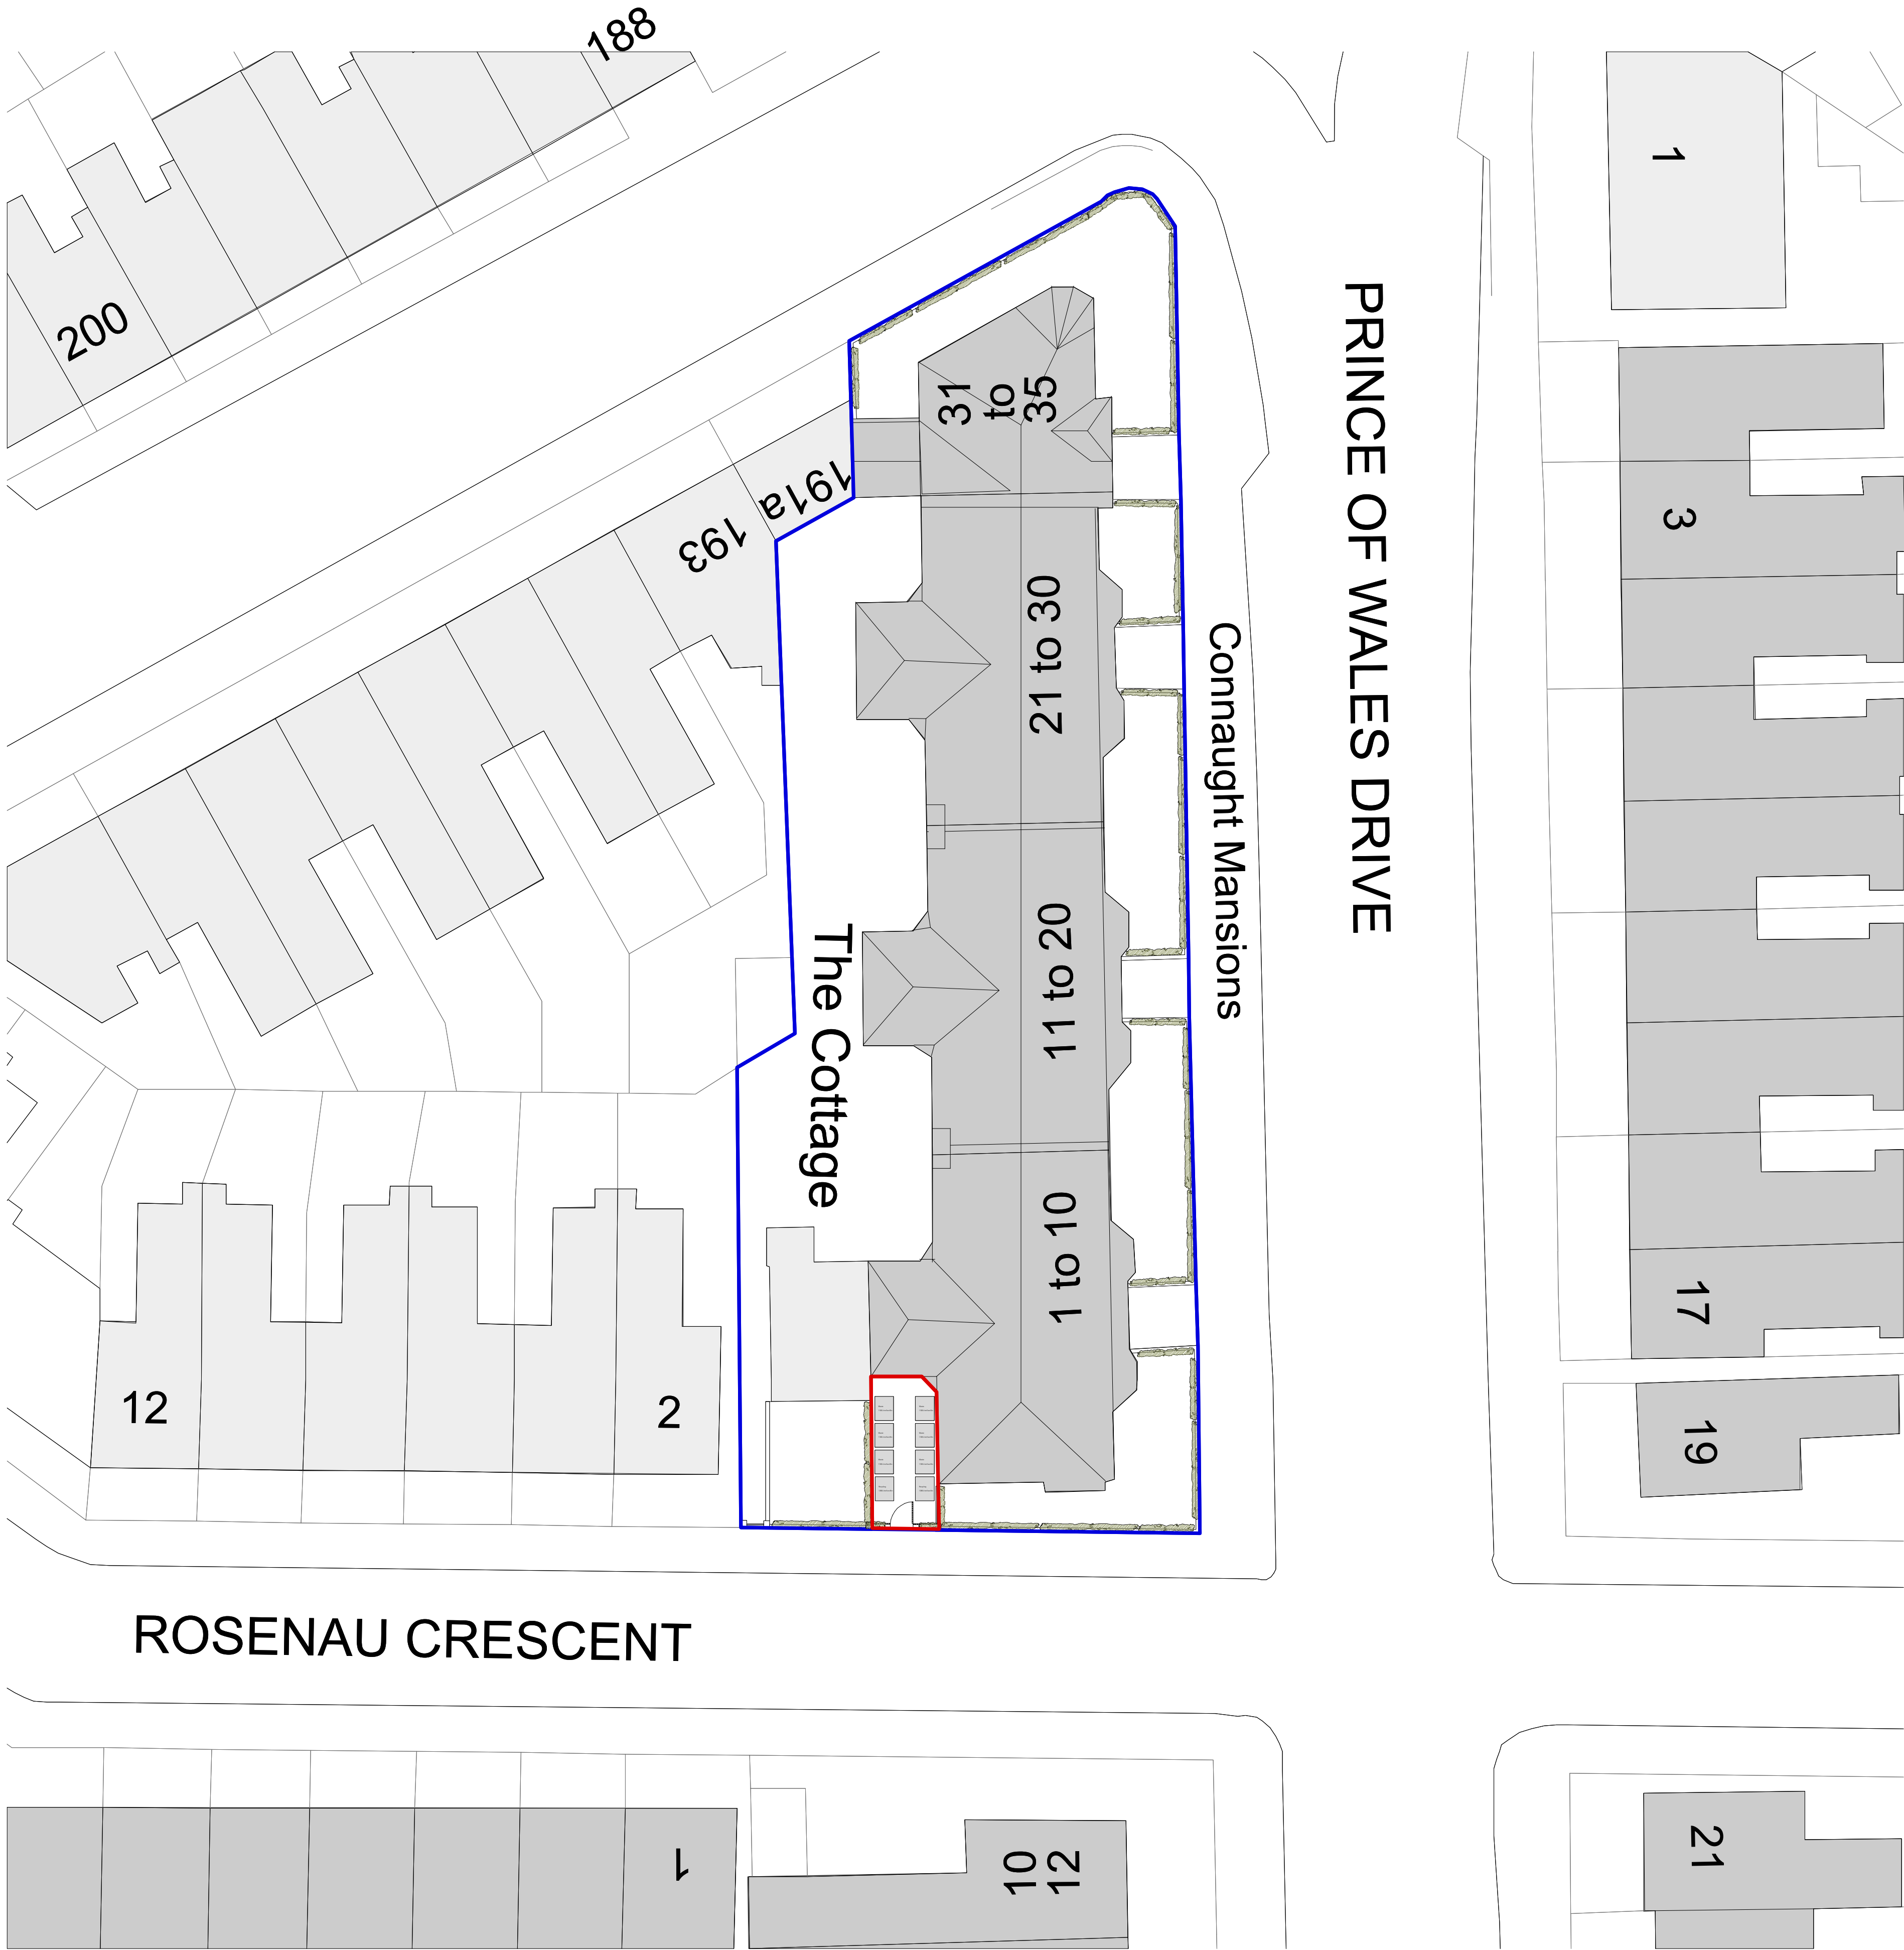 188
1
200
PRINCE OF WALES DRIVE
31
to
35
191a
193
3
21 to 30
Connaught Mansions
The Cottage
11 to 20
1 to 10
17
12
2
19
ROSENAU CRESCENT
1
10
12
21